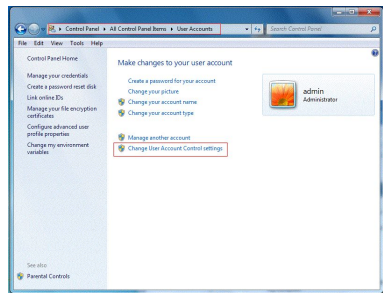 Control Panel ▸ All Control Panel Items ▸ User Accounts
Search Control Panel
File Edit View Tools Help
Control Panel Home
Manage your credentials
Create a password reset disk
Link online IDs
Manage your file encryption
certificates
Configure advanced user
profile properties
Change my environment
variables
See also
Parental Controls
Make changes to your user account
Create a password for your account
Change your picture
Change your account name
Change your account type
Manage another account
Change User Account Control settings
admin
Administrator